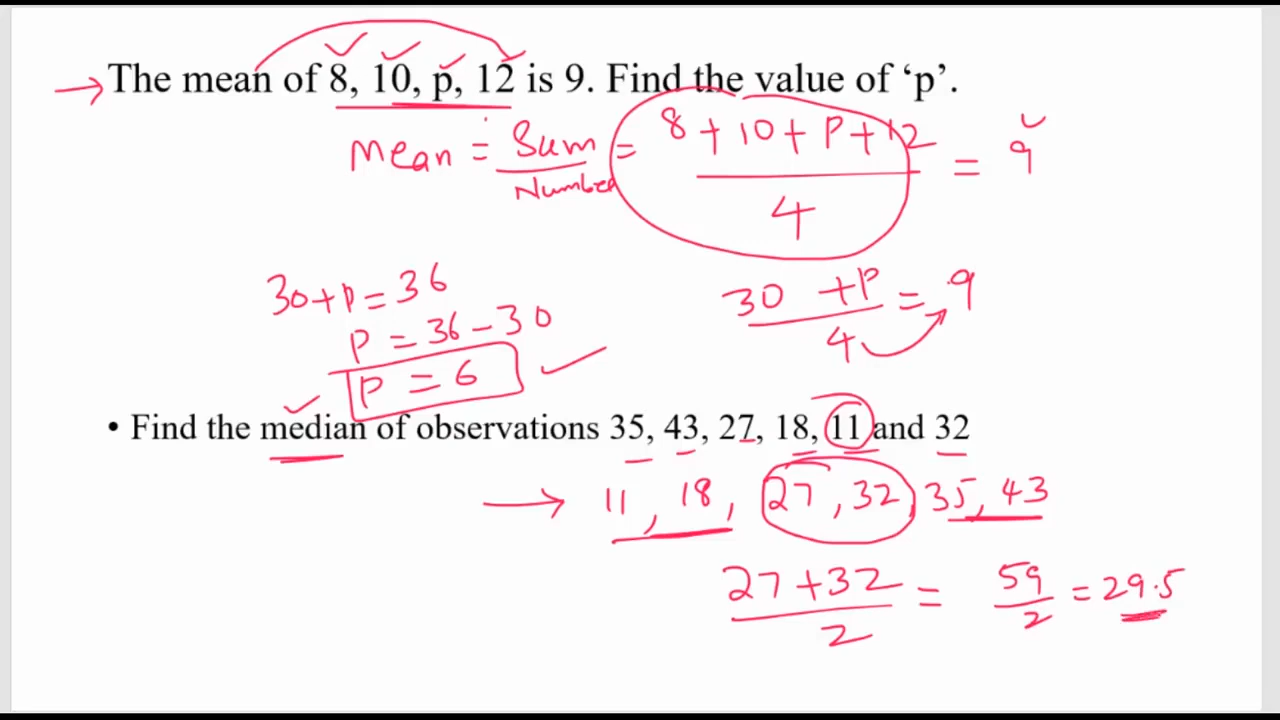 → The mean of 8, 10, p, 12 is 9. Find the value of ‘p’.
Mean = Sum / Number = 8 + 10 + P + 12 / 4 = 9
30 + P / 4 = 9
30 + P = 36
P = 36 - 30
P = 6
• Find the median of observations 35, 43, 27, 18, 11 and 32
→ 11, 18, 27, 32, 35, 43
27 + 32 / 2 = 59 / 2 = 29.5